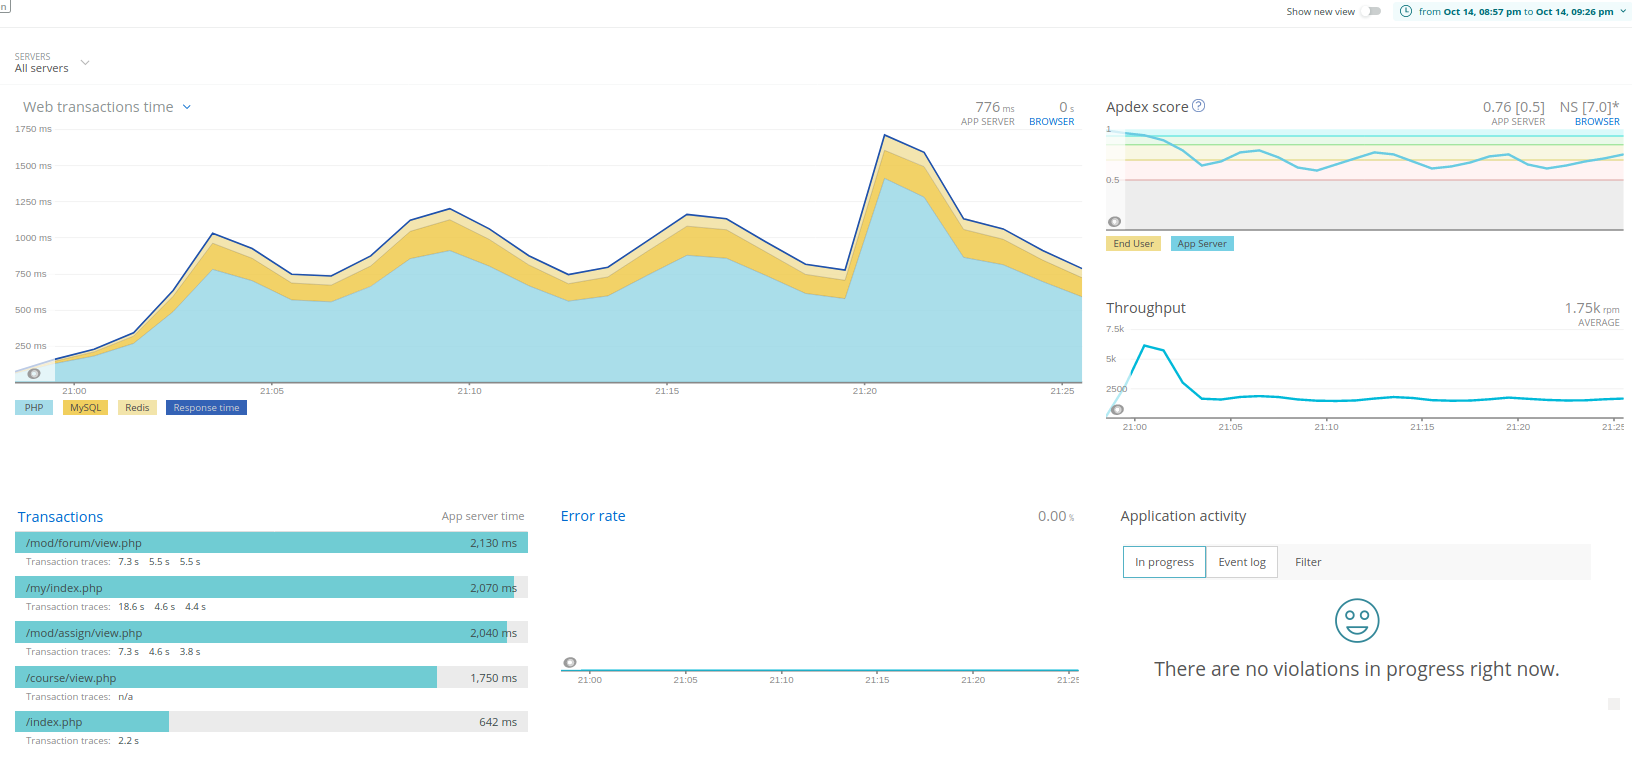 n
Show new view
from Oct 14, 08:57 pm to Oct 14, 09:26 pm
SERVERS
All servers
Web transactions time
776 ms
APP SERVER
0 s
BROWSER
1750 ms
1500 ms
1250 ms
1000 ms
750 ms
500 ms
250 ms
21:00 21:05 21:10 21:15 21:20 21:25
PHP MySQL Redis Response time
Apdex score ?
0.76 [0.5]
APP SERVER
NS [7.0]*
BROWSER
1
0.5
End User App Server
Throughput
1.75k rpm
AVERAGE
7.5k
5k
2500
21:00 21:05 21:10 21:15 21:20 21:25
Transactions App server time
/mod/forum/view.php 2,130 ms
Transaction traces: 7.3 s 5.5 s 5.5 s
/my/index.php 2,070 ms
Transaction traces: 18.6 s 4.6 s 4.4 s
/mod/assign/view.php 2,040 ms
Transaction traces: 7.3 s 4.6 s 3.8 s
/course/view.php 1,750 ms
Transaction traces: n/a
/index.php 642 ms
Transaction traces: 2.2 s
Error rate 0.00 %
21:00 21:05 21:10 21:15 21:20 21:25
Application activity
In progress Event log Filter
There are no violations in progress right now.